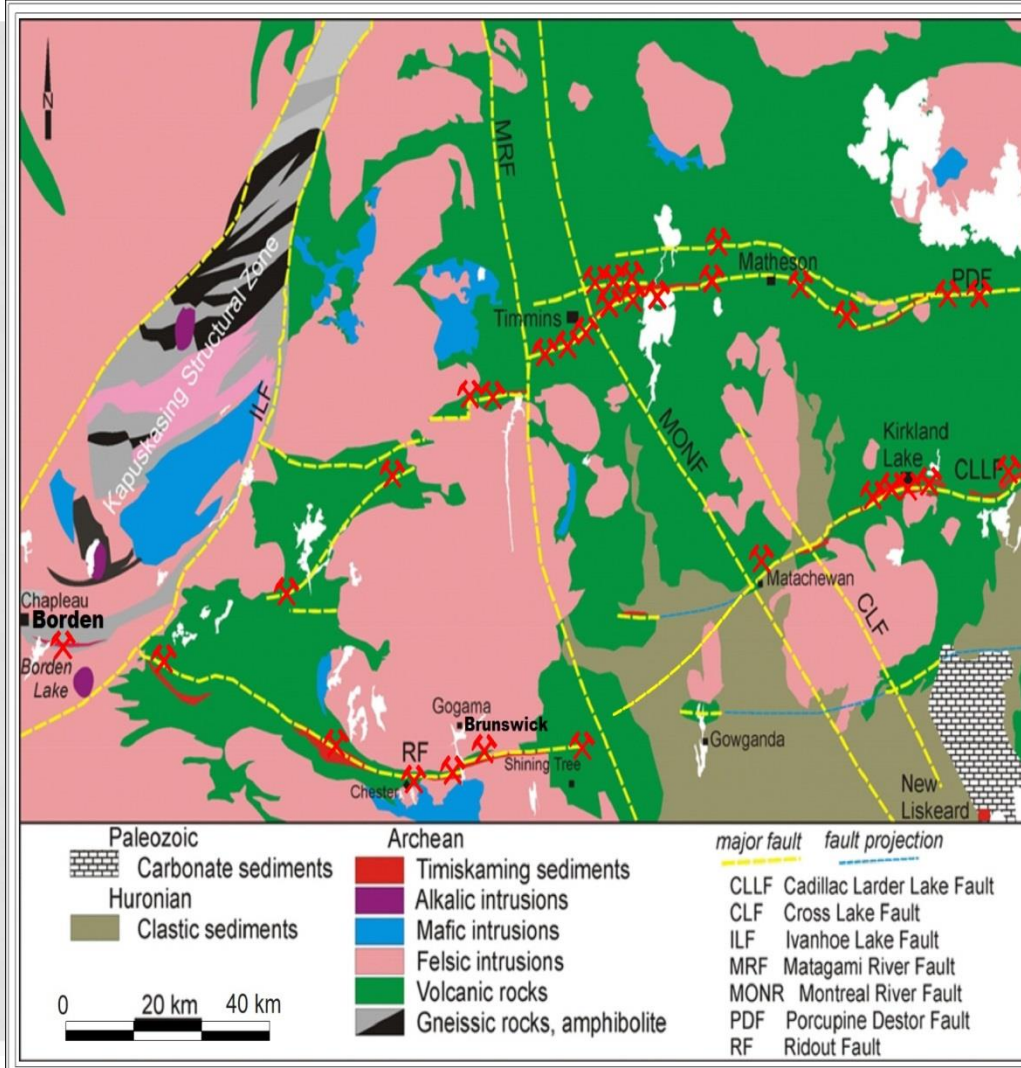 N
MRF
Matheson
PDF
Timmins
Kapuskasing Structural Zone
ILF
MONF
Kirkland
Lake
CLLF
Matachewan
CLF
Chapleau
Borden
Borden
Lake
Gogama
Brunswick
RF
Shining Tree
Chester
Gowganda
New
Liskeard
Paleozoic
Carbonate sediments
Huronian
Clastic sediments
0 20 km 40 km
Archean
Timiskaming sediments
Alkalic intrusions
Mafic intrusions
Felsic intrusions
Volcanic rocks
Gneissic rocks, amphibolite
major fault fault projection
CLLF Cadillac Larder Lake Fault
CLF Cross Lake Fault
ILF Ivanhoe Lake Fault
MRF Matagami River Fault
MONR Montreal River Fault
PDF Porcupine Destor Fault
RF Ridout Fault